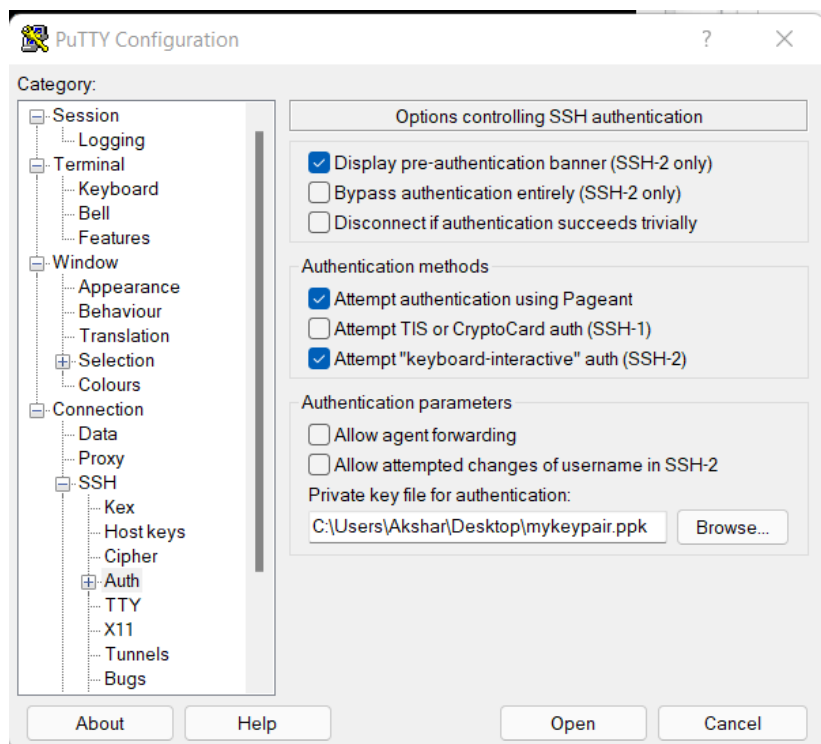 PuTTY Configuration
?
Category:
Session
Logging
Terminal
Keyboard
Bell
Features
Window
Appearance
Behaviour
Translation
Selection
Colours
Connection
Data
Proxy
SSH
Kex
Host keys
Cipher
Auth
TTY
X11
Tunnels
Bugs
Options controlling SSH authentication
Display pre-authentication banner (SSH-2 only)
Bypass authentication entirely (SSH-2 only)
Disconnect if authentication succeeds trivially
Authentication methods
Attempt authentication using Pageant
Attempt TIS or CryptoCard auth (SSH-1)
Attempt "keyboard-interactive" auth (SSH-2)
Authentication parameters
Allow agent forwarding
Allow attempted changes of username in SSH-2
Private key file for authentication:
C:\Users\Akshar\Desktop\mykeypair.ppk
Browse...
About
Help
Open
Cancel